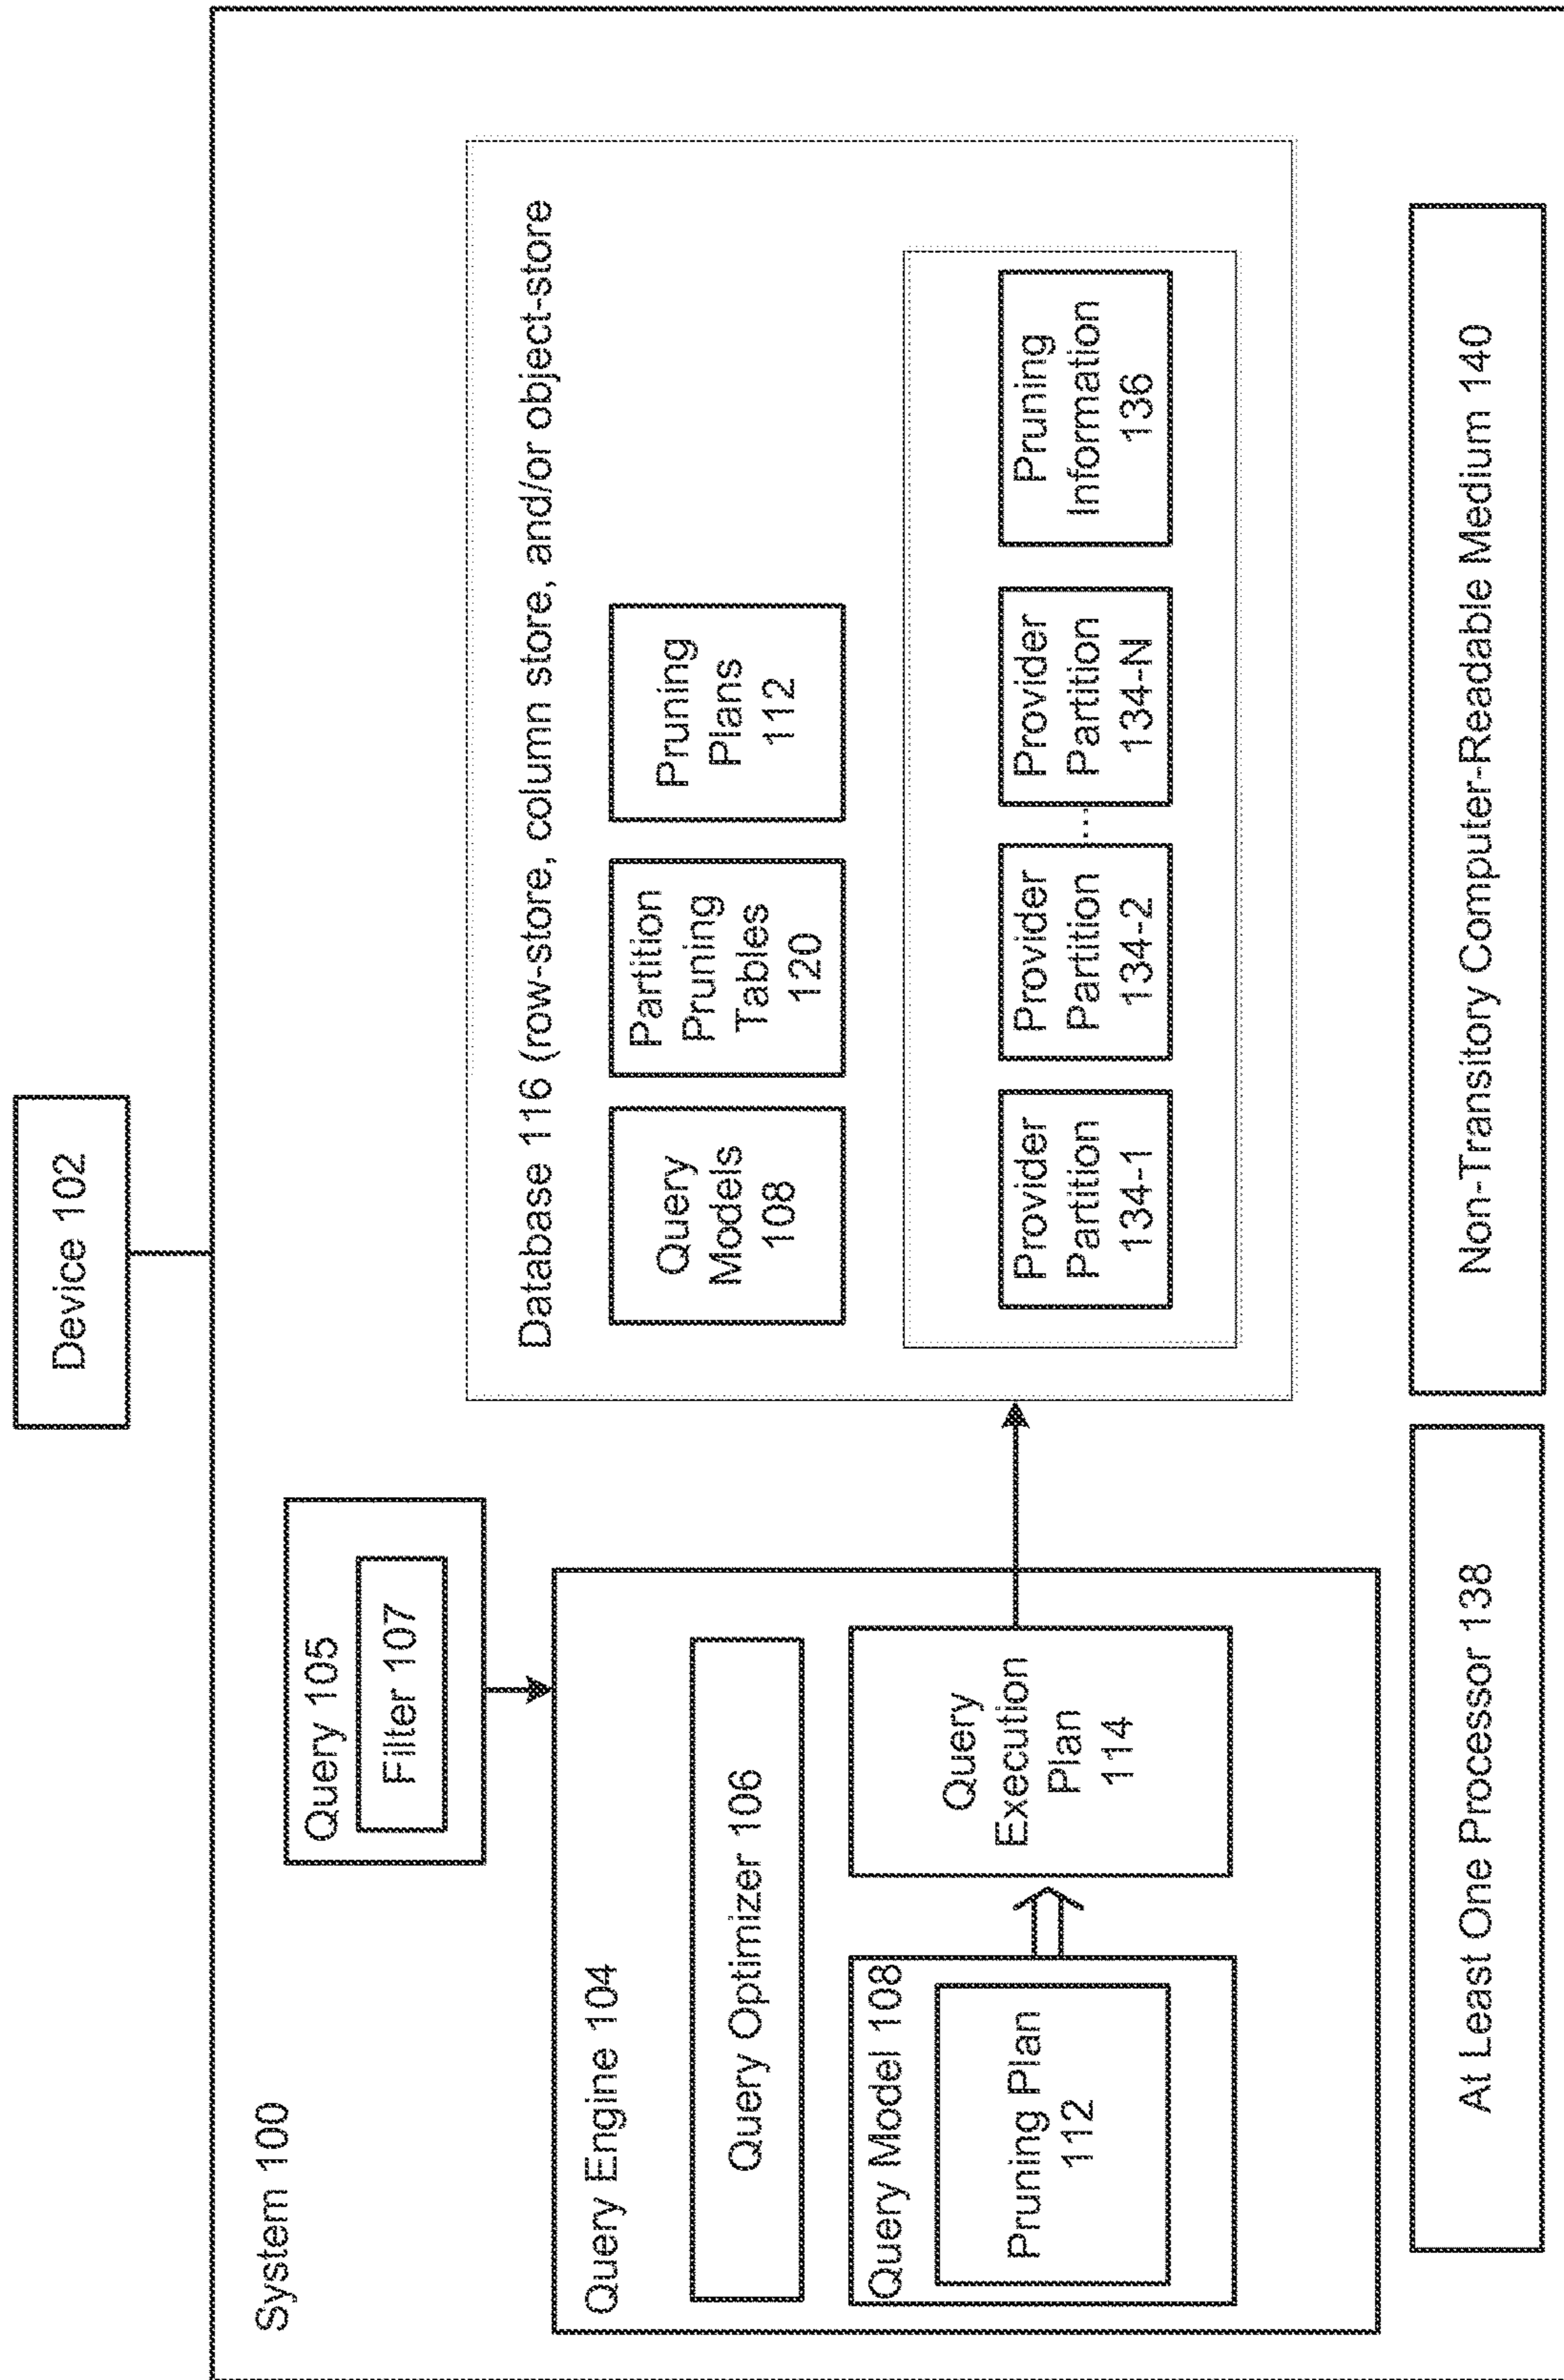 Device 102
System 100
Query 105
Filter 107
Query Engine 104
Query Optimizer 106
Query Model 108
Pruning Plan
112
Query
Execution
Plan
114
Database 116 (row-store, column store, and/or object-store
Query
Models
108
Partition
Pruning
Tables
120
Pruning
Plans
112
Provider
Partition
134-1
Provider
Partition
134-2
...
Provider
Partition
134-N
Pruning
Information
136
At Least One Processor 138
Non-Transitory Computer-Readable Medium 140